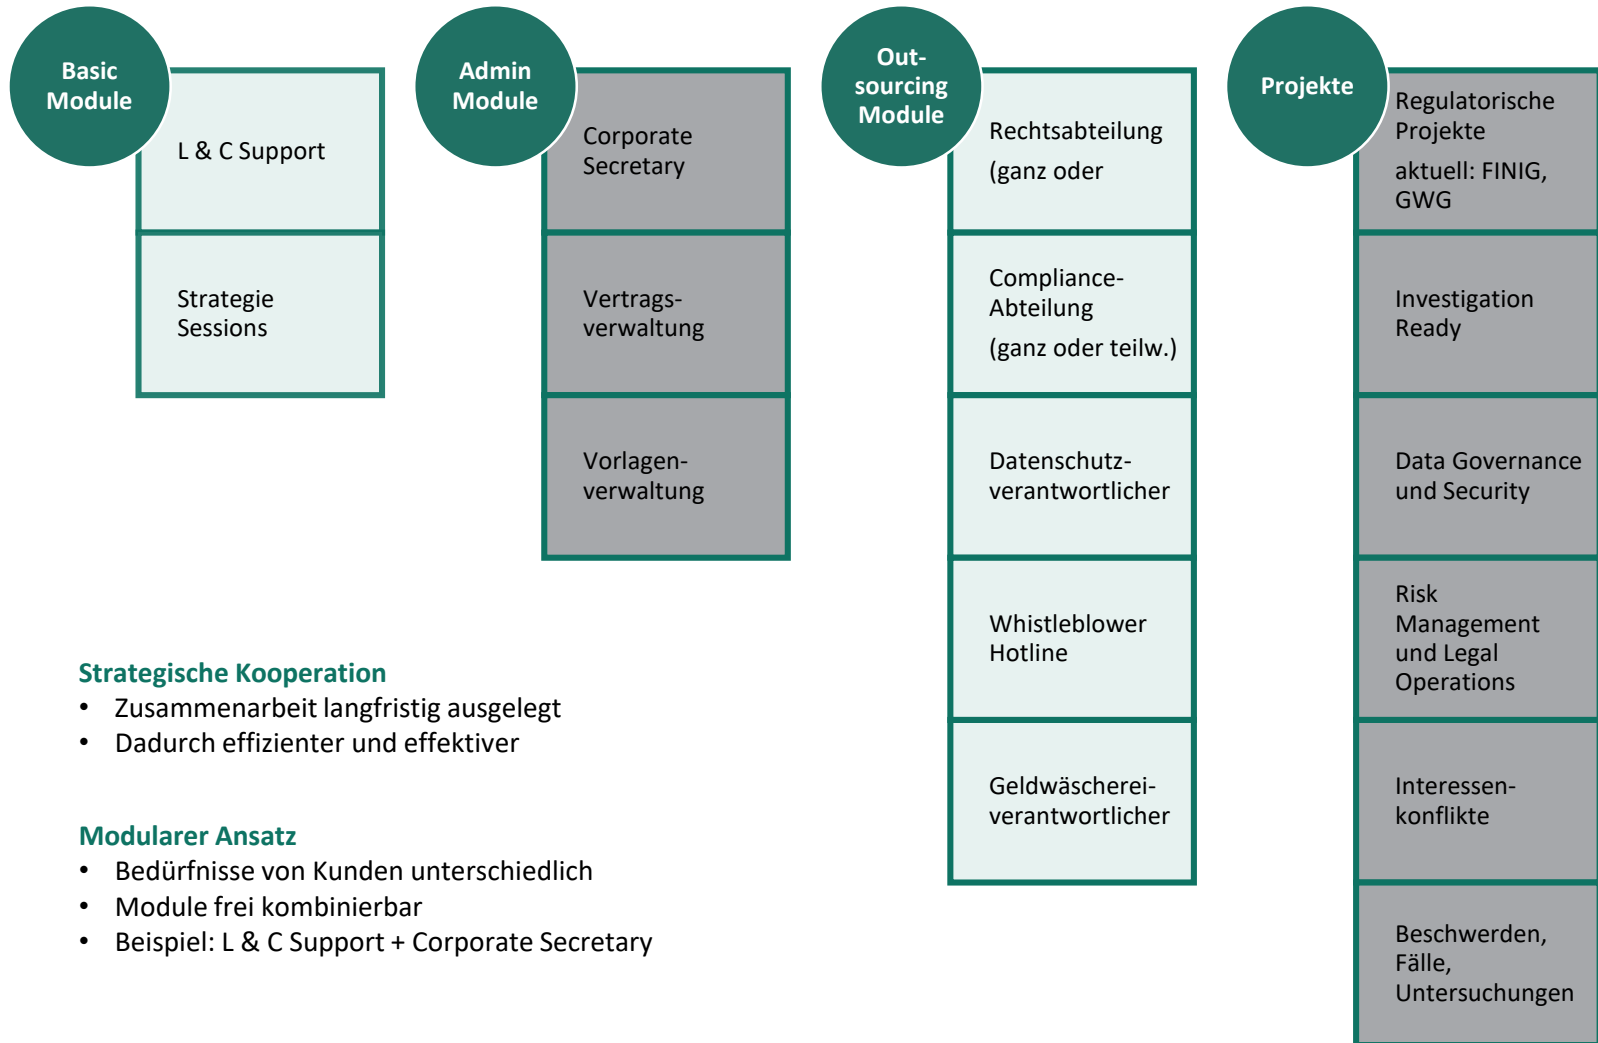 Basic
Module
L & C Support
Strategie
Sessions
Admin
Module
Corporate
Secretary
Vertrags-
verwaltung
Vorlagen-
verwaltung
Out-
sourcing
Module
Rechtsabteilung
(ganz oder
Compliance-
Abteilung
(ganz oder teilw.)
Datenschutz-
verantwortlicher
Whistleblower
Hotline
Geldwäscherei-
verantwortlicher
Projekte
Regulatorische
Projekte
aktuell: FINIG,
GWG
Investigation
Ready
Data Governance
und Security
Risk
Management
und Legal
Operations
Interessen-
konflikte
Beschwerden,
Fälle,
Untersuchungen
Strategische Kooperation
• Zusammenarbeit langfristig ausgelegt
• Dadurch effizienter und effektiver
Modularer Ansatz
• Bedürfnisse von Kunden unterschiedlich
• Module frei kombinierbar
• Beispiel: L & C Support + Corporate Secretary